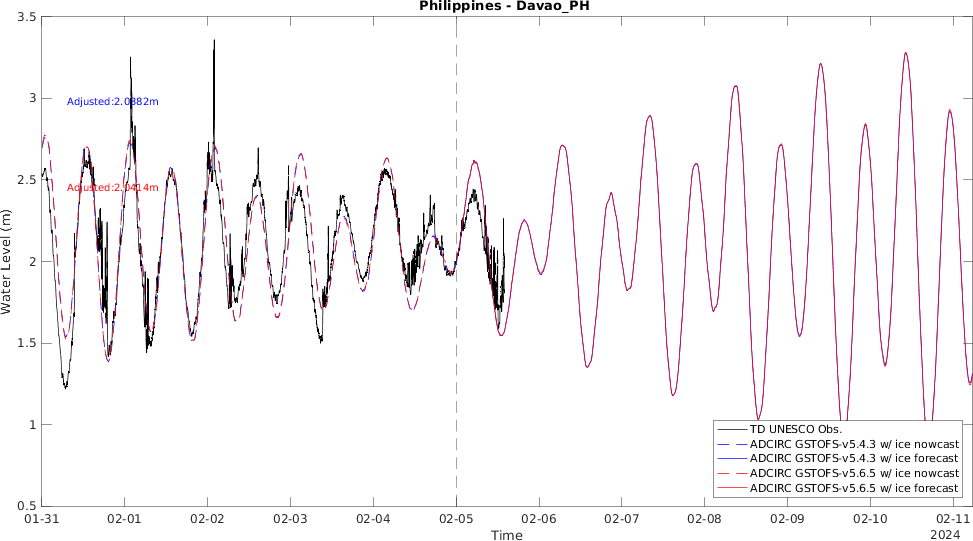 Philippines - Davao_PH
3.5
3
2.5
2
1.5
1
0.5
Water Level (m)
Adjusted:2.0882m
Adjusted:2.0414m
TD UNESCO Obs.
ADCIRC GSTOFS-v5.4.3 w/ ice nowcast
ADCIRC GSTOFS-v5.4.3 w/ ice forecast
ADCIRC GSTOFS-v5.6.5 w/ ice nowcast
ADCIRC GSTOFS-v5.6.5 w/ ice forecast
01-31 02-01 02-02 02-03 02-04 02-05 02-06 02-07 02-08 02-09 02-10 02-11
2024
Time